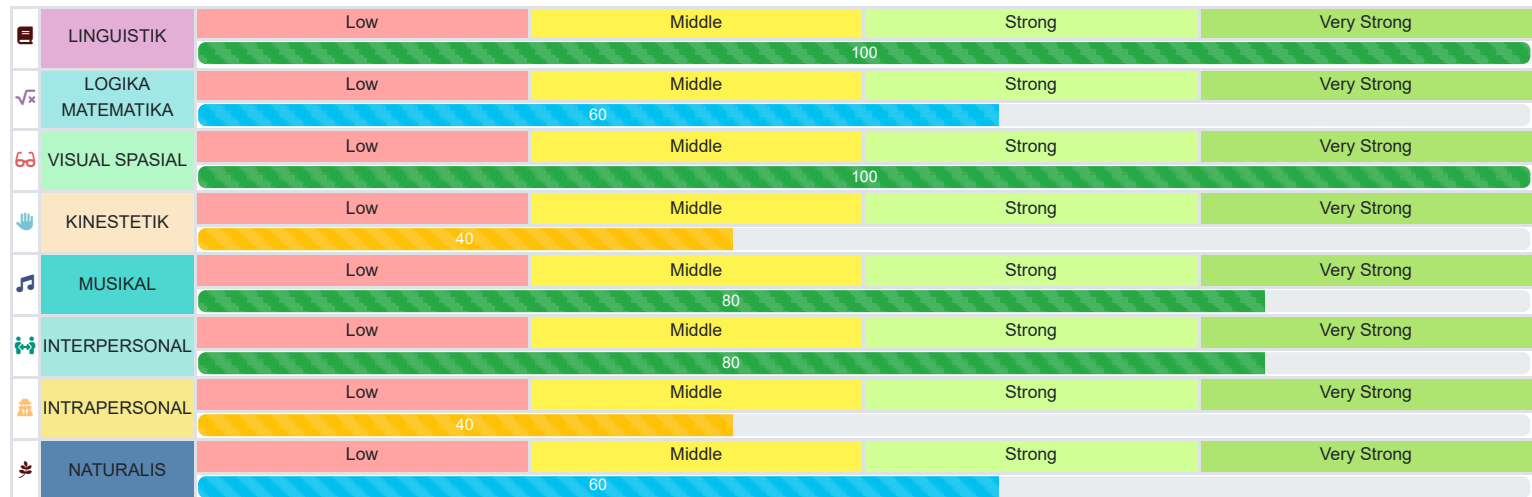 LINGUISTIK
Low Middle Strong Very Strong
100
LOGIKA
MATEMATIKA
Low Middle Strong Very Strong
60
VISUAL SPASIAL
Low Middle Strong Very Strong
100
KINESTETIK
Low Middle Strong Very Strong
40
MUSIKAL
Low Middle Strong Very Strong
80
INTERPERSONAL
Low Middle Strong Very Strong
80
INTRAPERSONAL
Low Middle Strong Very Strong
40
NATURALIS
Low Middle Strong Very Strong
60